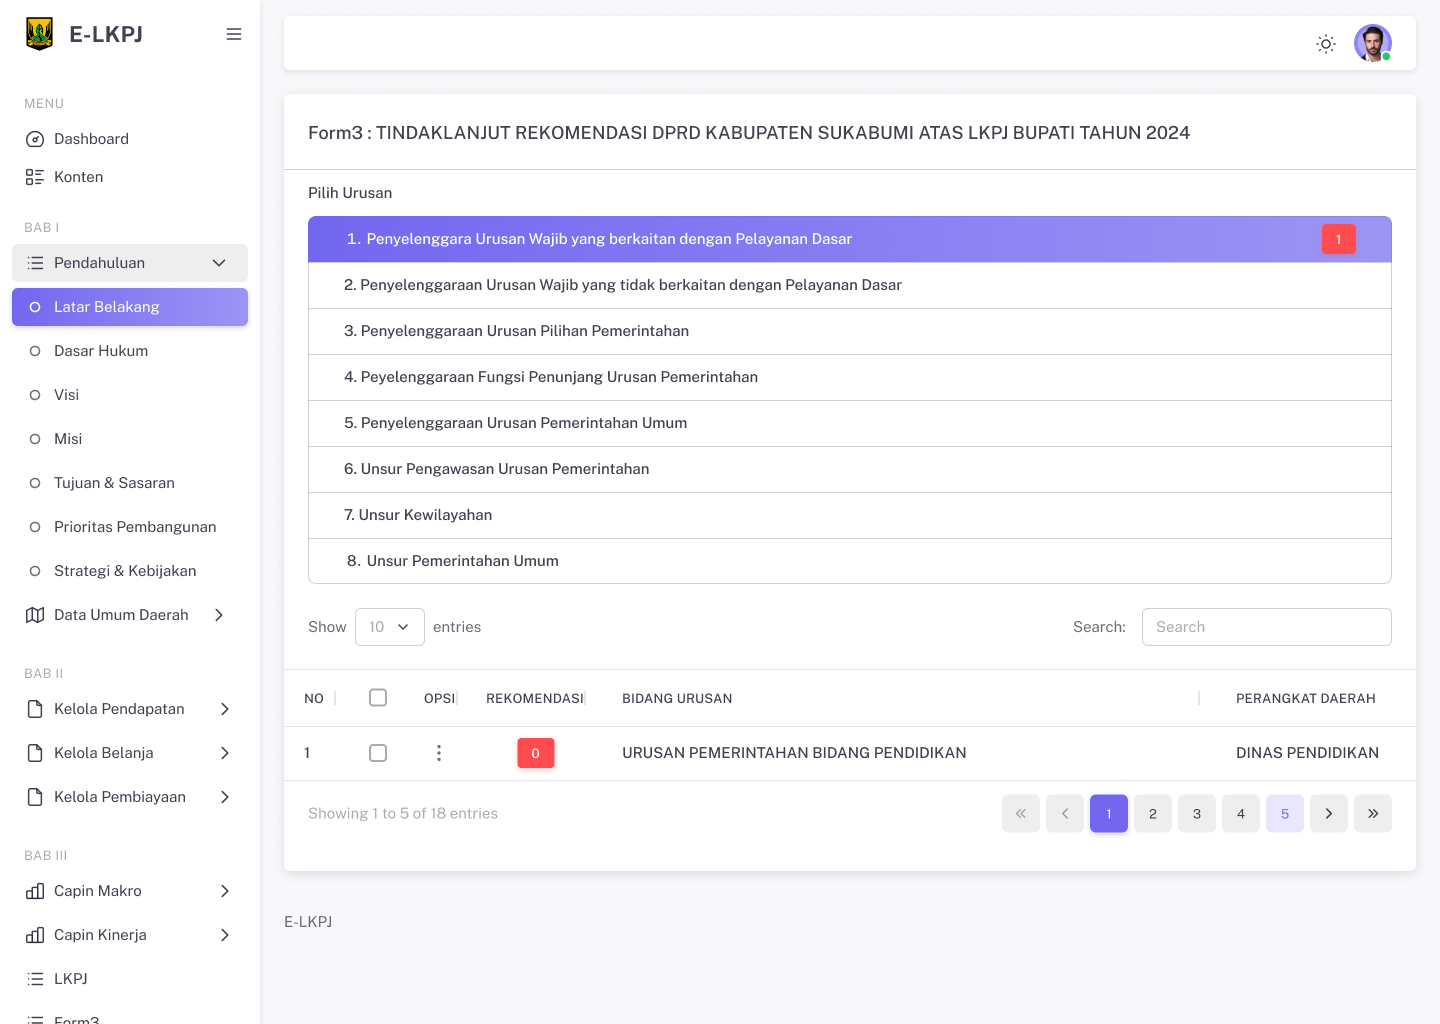 E-LKPJ
MENU
Dashboard
Konten
BAB I
Pendahuluan
Latar Belakang
Dasar Hukum
Visi
Misi
Tujuan & Sasaran
Prioritas Pembangunan
Strategi & Kebijakan
Data Umum Daerah
BAB II
Kelola Pendapatan
Kelola Belanja
Kelola Pembiayaan
BAB III
Capin Makro
Capin Kinerja
LKPJ
Form3
Form3 : TINDAKLANJUT REKOMENDASI DPRD KABUPATEN SUKABUMI ATAS LKPJ BUPATI TAHUN 2024
Pilih Urusan
1. Penyelenggara Urusan Wajib yang berkaitan dengan Pelayanan Dasar 1
2. Penyelenggaraan Urusan Wajib yang tidak berkaitan dengan Pelayanan Dasar
3. Penyelenggaraan Urusan Pilihan Pemerintahan
4. Peyelenggaraan Fungsi Penunjang Urusan Pemerintahan
5. Penyelenggaraan Urusan Pemerintahan Umum
6. Unsur Pengawasan Urusan Pemerintahan
7. Unsur Kewilayahan
8. Unsur Pemerintahan Umum
Show 10 entries Search: Search
NO OPSI REKOMENDASI BIDANG URUSAN PERANGKAT DAERAH
1 0 URUSAN PEMERINTAHAN BIDANG PENDIDIKAN DINAS PENDIDIKAN
Showing 1 to 5 of 18 entries 1 2 3 4 5
E-LKPJ